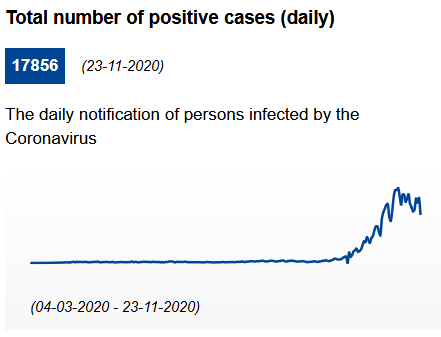 Total number of positive cases (daily)
17856 (23-11-2020)
The daily notification of persons infected by the
Coronavirus
(04-03-2020 - 23-11-2020)